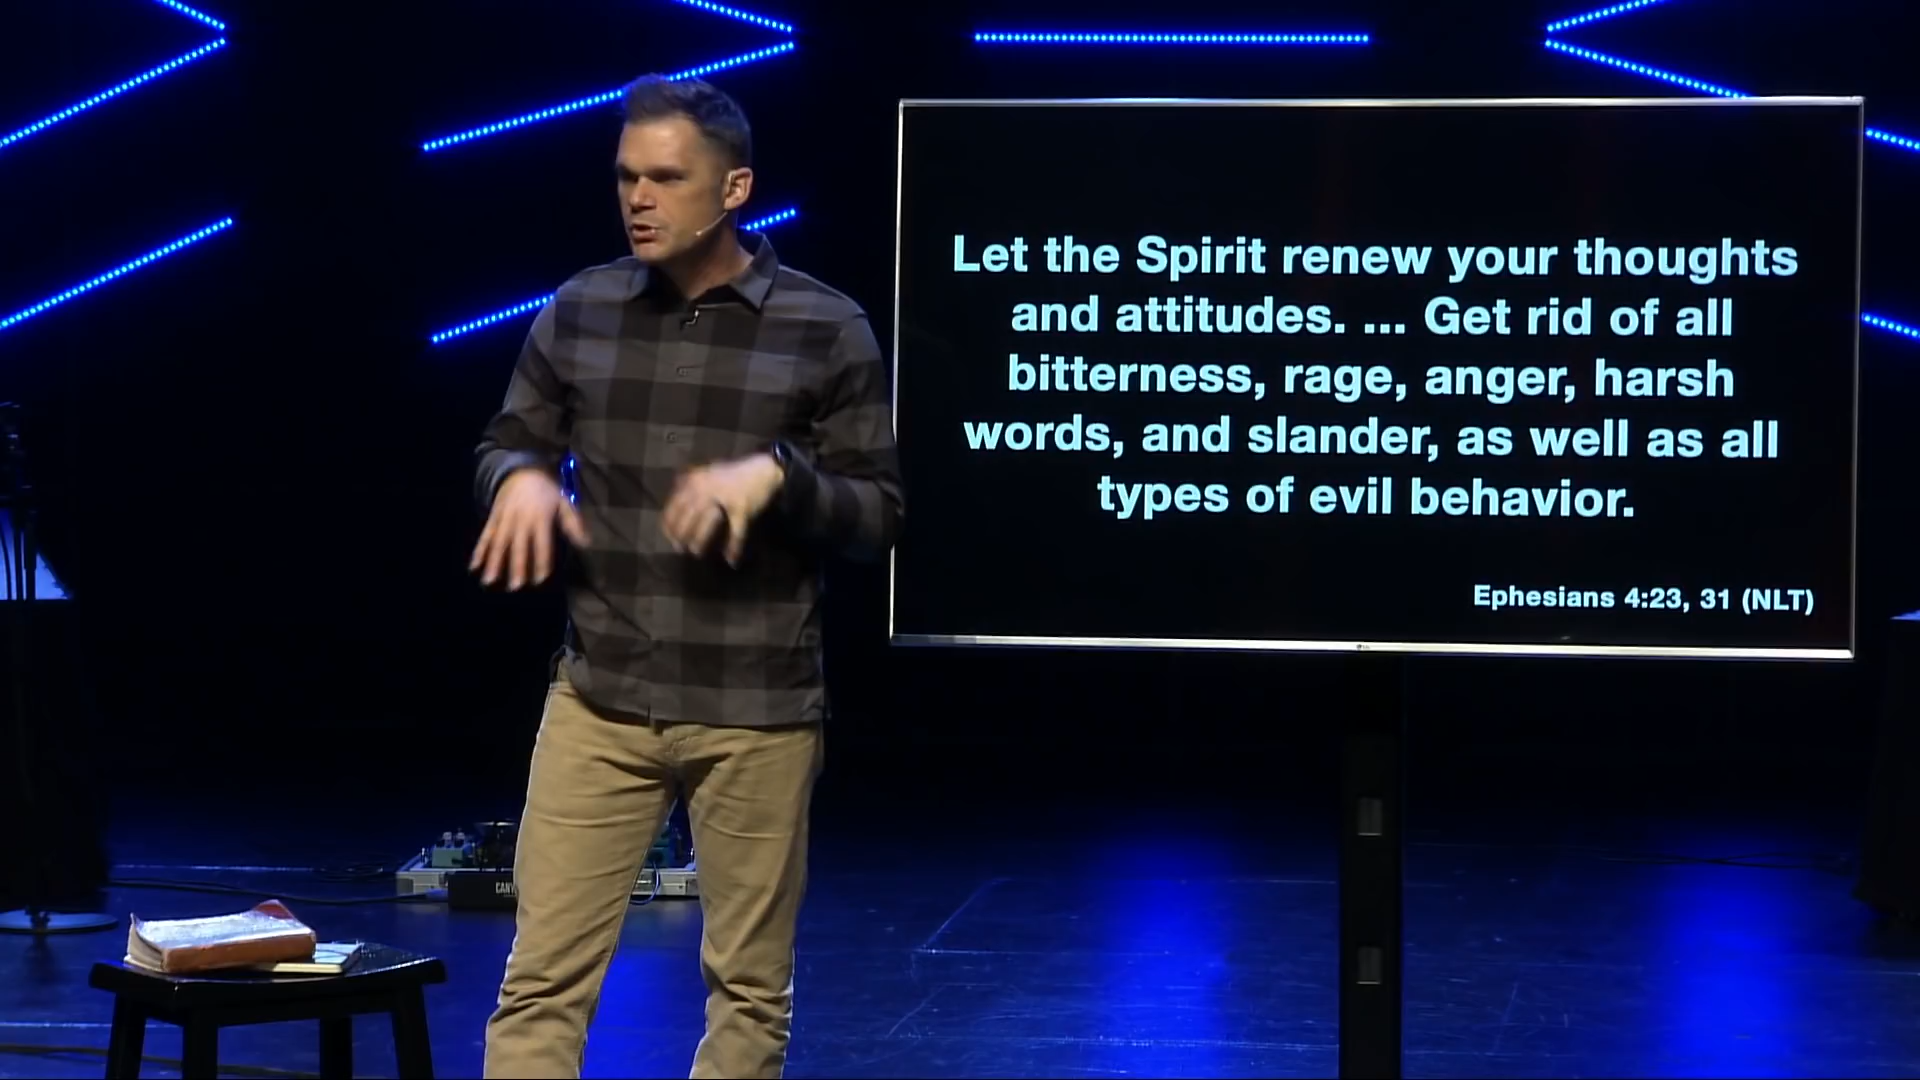 Let the Spirit renew your thoughts
and attitudes. ... Get rid of all
bitterness, rage, anger, harsh
words, and slander, as well as all
types of evil behavior.
Ephesians 4:23, 31 (NLT)